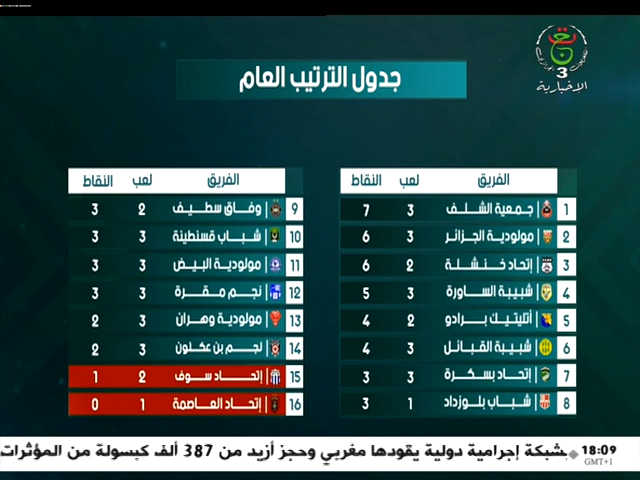 جدول الترتيب العام
3
الإخبارية
الفريق لعب النقاط
1 جمعية الشلف 3 7
2 مولودية الجزائر 3 6
3 إتحاد خنشلة 2 6
4 شبيبة الساورة 3 5
5 أتلتيك بارادو 2 4
6 شبيبة القبائل 3 4
7 إتحاد بسكرة 3 3
8 شباب بلوزداد 1 3
الفريق لعب النقاط
9 وفاق سطيف 2 3
10 شباب قسنطينة 3 3
11 مولودية البيض 3 3
12 نجم مقرة 3 3
13 مولودية وهران 3 2
14 نجم بن عكنون 3 2
15 إتحاد سوف 2 1
16 إتحاد العاصمة 1 0
بشبكة إجرامية دولية يقودها مغربي وحجز أزيد من 387 ألف كبسولة من المؤثرات
18:09
GMT+1